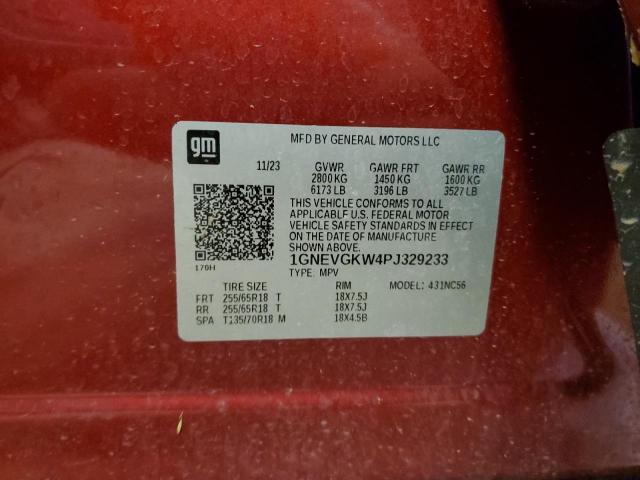 gm
MFD BY GENERAL MOTORS LLC
11/23 GVWR GAWR FRT GAWR RR
2800 KG 1450 KG 1600 KG
6173 LB 3196 LB 3527 LB
THIS VEHICLE CONFORMS TO ALL
APPLICABLF U.S. FEDERAL MOTOR
VEHICLE SAFETY STANDARDS IN EFFECT
ON THE DATE OF MANUFACTURE
SHOWN ABOVE.
1GNEVGKW4PJ329233
170H
TYPE: MPV
TIRE SIZE RIM MODEL: 431NC56
FRT 255/65R18 T 18X7.5J
RR 255/65R18 T 18X7.5J
SPA T135/70R18 M 18X4.5B